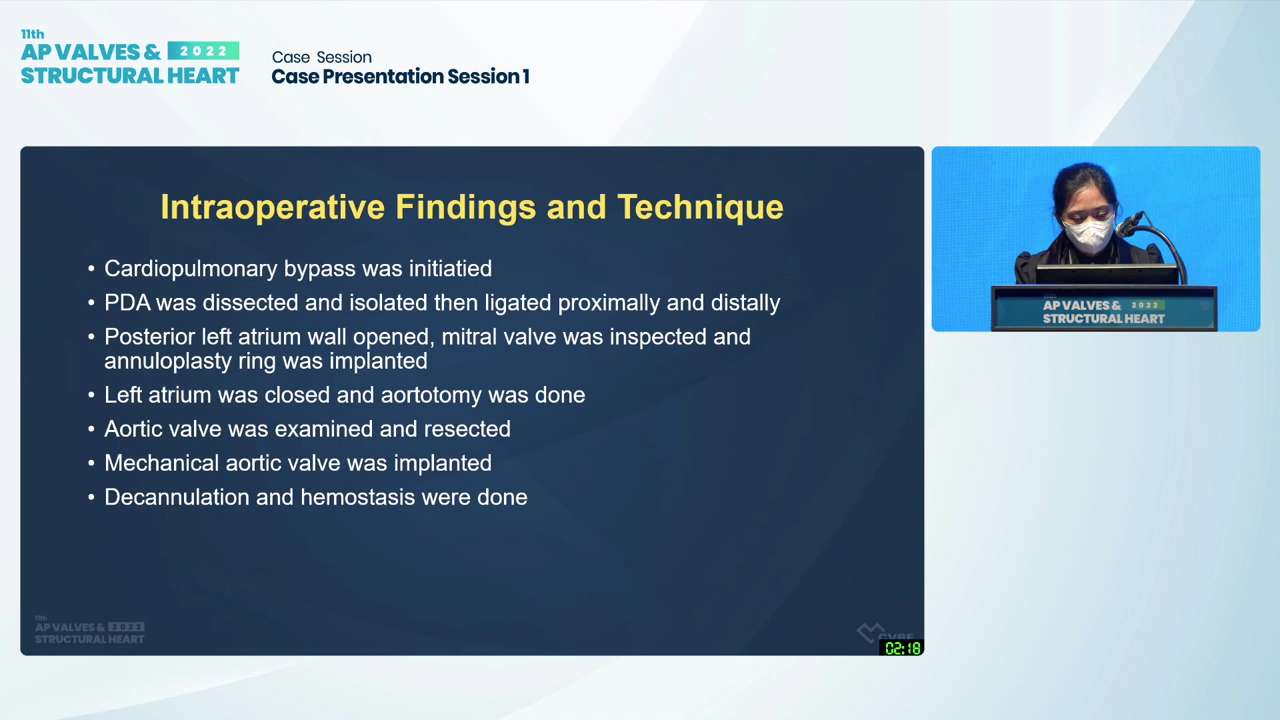 11th
AP VALVES & 2022
STRUCTURAL HEART
Case Session
Case Presentation Session 1
Intraoperative Findings and Technique
• Cardiopulmonary bypass was initiatied
• PDA was dissected and isolated then ligated proximally and distally
• Posterior left atrium wall opened, mitral valve was inspected and
annuloplasty ring was implanted
• Left atrium was closed and aortotomy was done
• Aortic valve was examined and resected
• Mechanical aortic valve was implanted
• Decannulation and hemostasis were done
11th
AP VALVES & 2022
STRUCTURAL HEART
02:18
AP VALVES & 2022
STRUCTURAL HEART